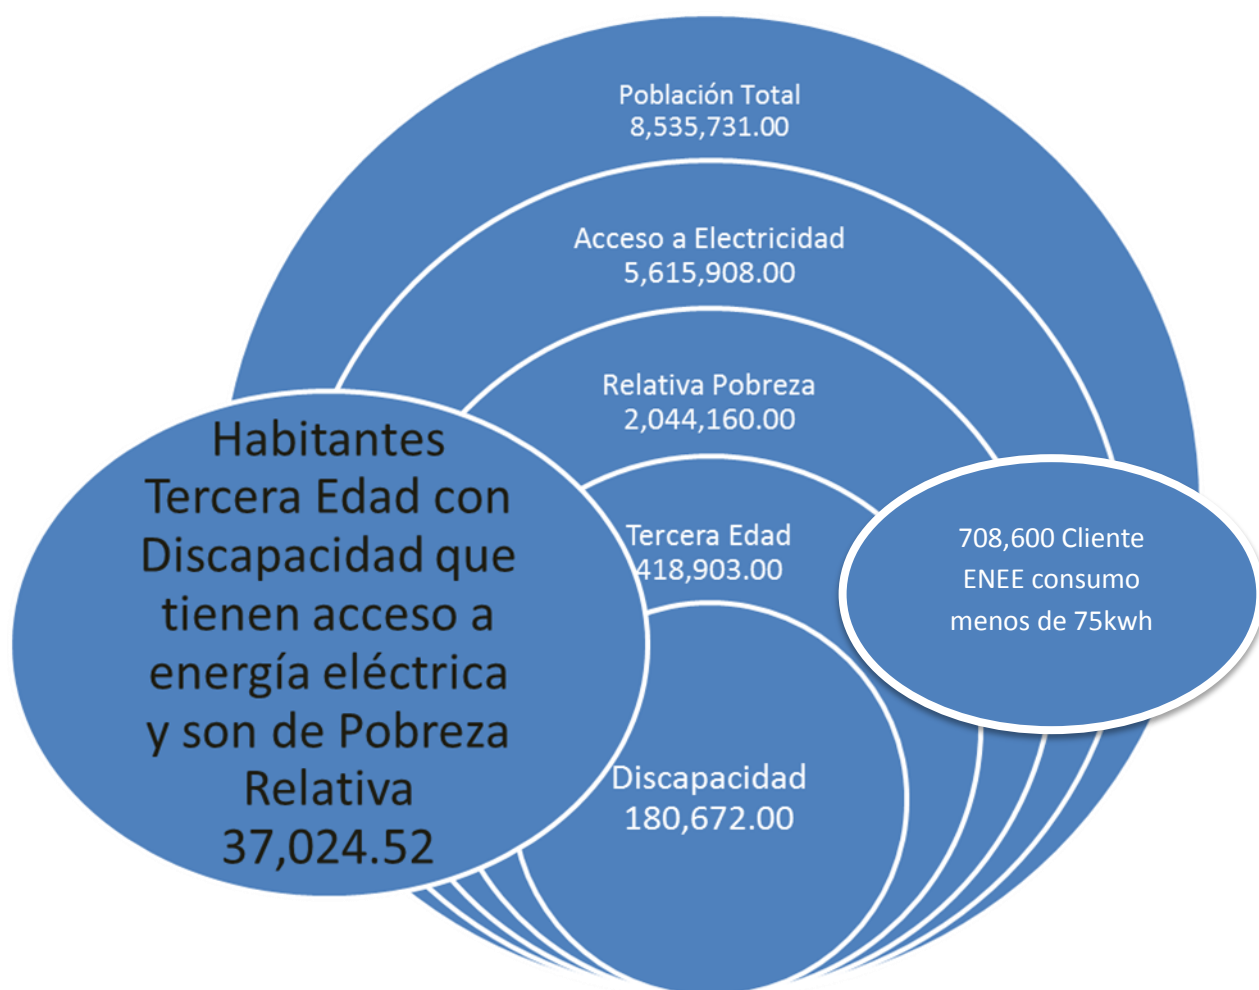 Población Total
8,535,731.00
Acceso a Electricidad
5,615,908.00
Relativa Pobreza
2,044,160.00
Tercera Edad
418,903.00
Discapacidad
180,672.00
Habitantes
Tercera Edad con
Discapacidad que
tienen acceso a
energía eléctrica
y son de Pobreza
Relativa
37,024.52
708,600 Cliente
ENEE consumo
menos de 75kwh